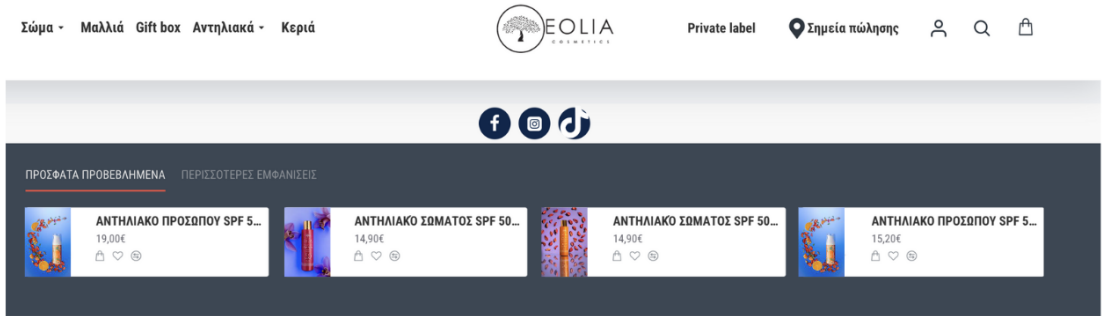 Σώμα Μαλλιά Gift box Αντηλιακά Κεριά
EOLIA
COSMETICS
Private label Σημεία πώλησης
ΠΡΟΣΦΑΤΑ ΠΡΟΒΕΒΛΗΜΕΝΑ ΠΕΡΙΣΣΟΤΕΡΕΣ ΕΜΦΑΝΙΣΕΙΣ
ΑΝΤΗΛΙΑΚΟ ΠΡΟΣΩΠΟΥ SPF 5...
19,00€
ΑΝΤΗΛΙΑΚΌ ΣΩΜΑΤΟΣ SPF 50...
14,90€
ΑΝΤΗΛΙΑΚΌ ΣΩΜΑΤΟΣ SPF 50...
14,90€
ΑΝΤΗΛΙΑΚΟ ΠΡΟΣΩΠΟΥ SPF 5...
15,20€